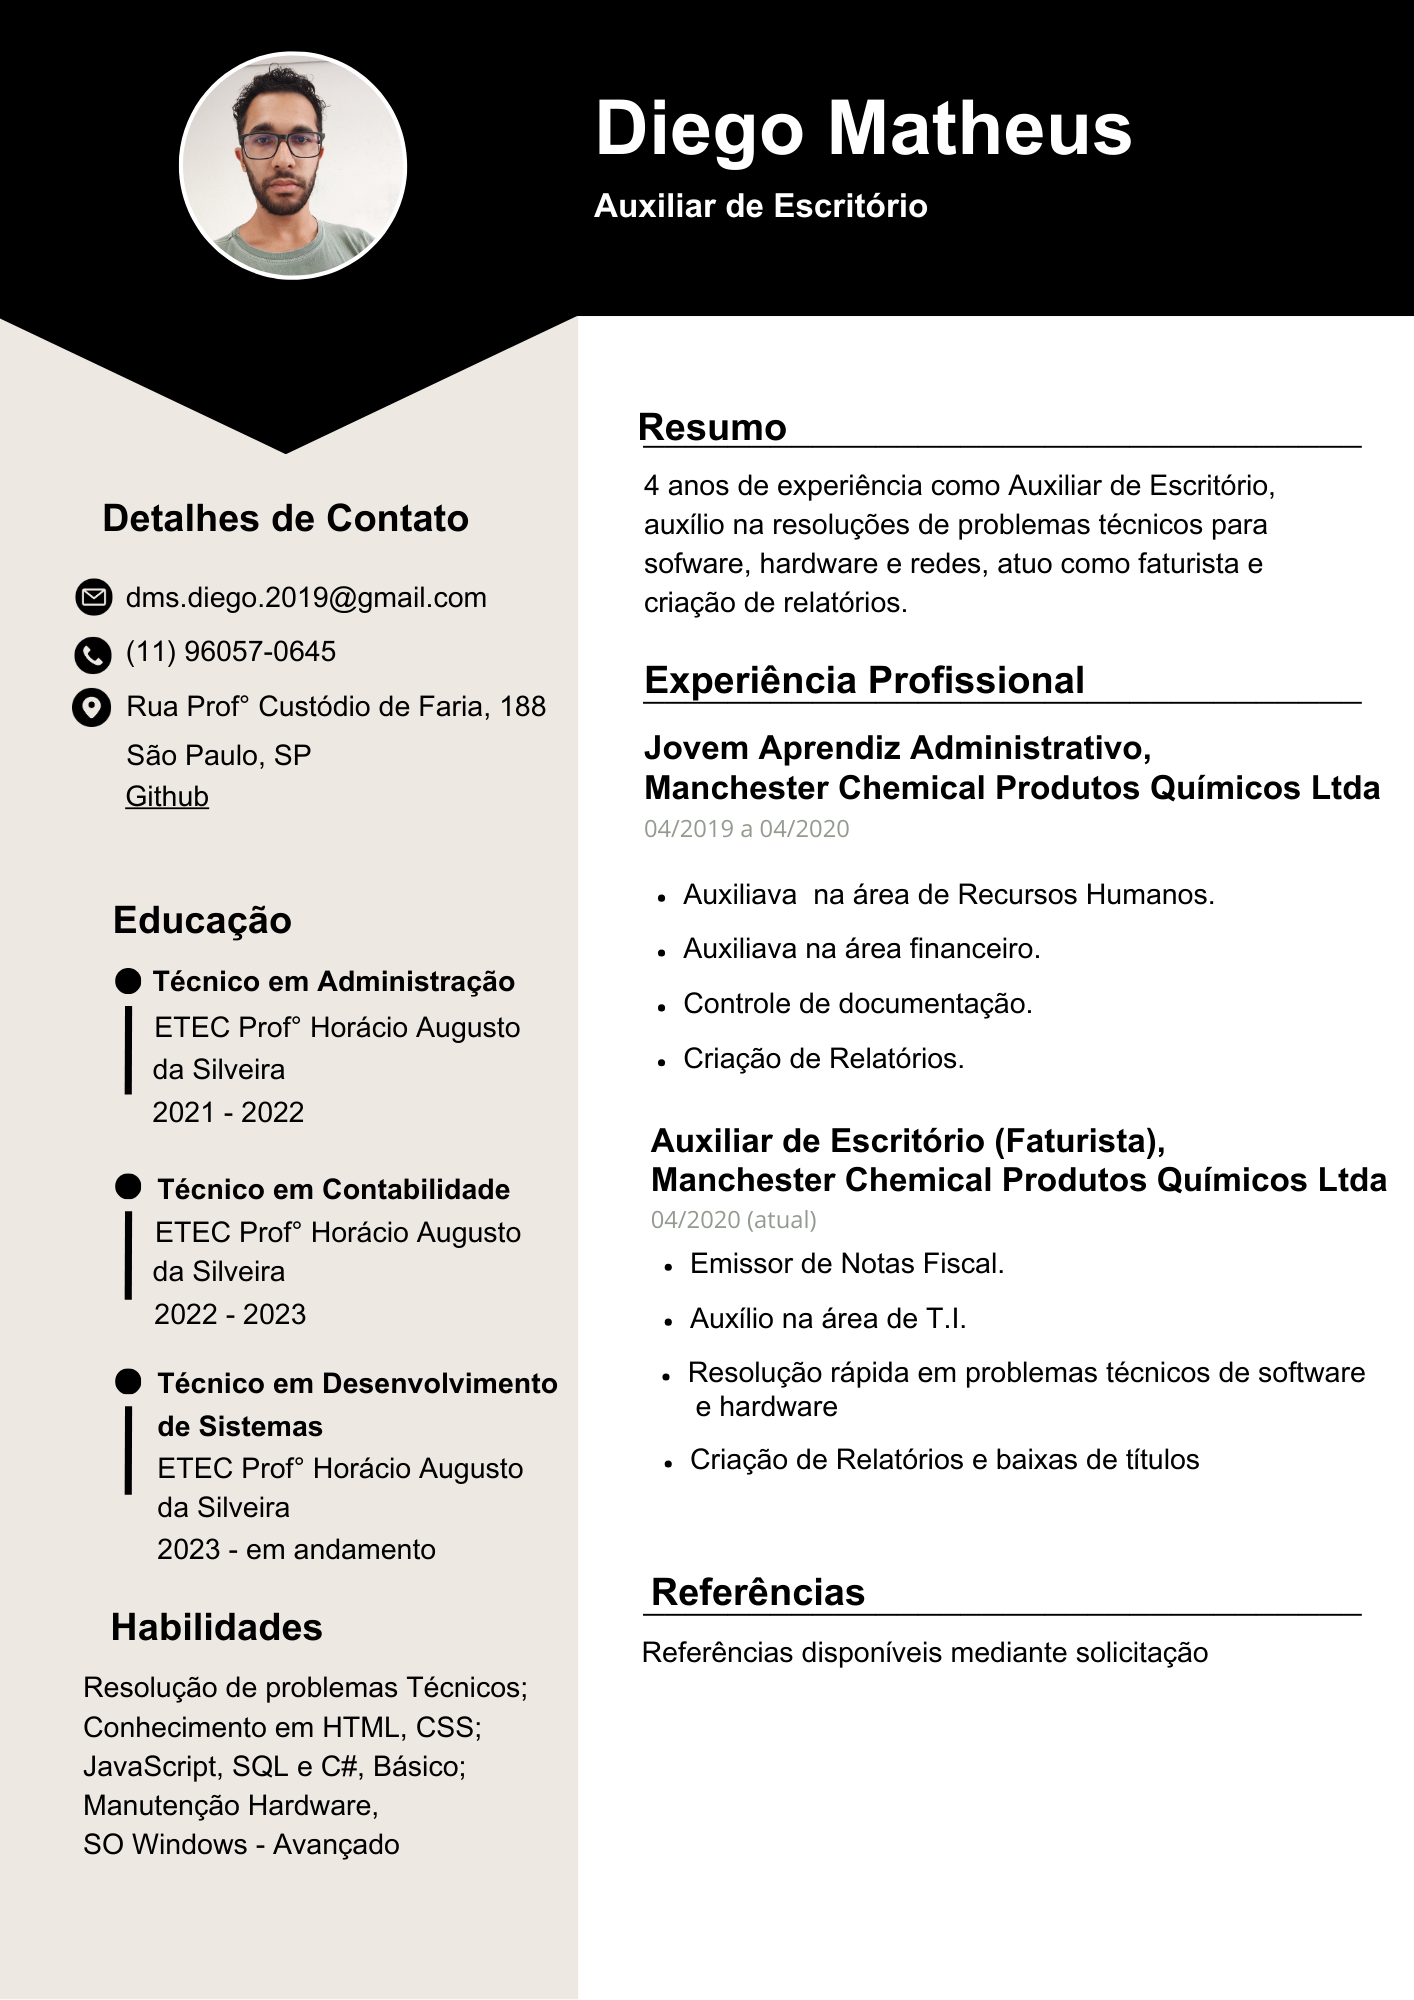 Diego Matheus
Auxiliar de Escritório
Detalhes de Contato
dms.diego.2019@gmail.com
(11) 96057-0645
Rua Prof° Custódio de Faria, 188
São Paulo, SP
Github
Educação
Técnico em Administração
ETEC Prof° Horácio Augusto
da Silveira
2021 - 2022
Técnico em Contabilidade
ETEC Prof° Horácio Augusto
da Silveira
2022 - 2023
Técnico em Desenvolvimento
de Sistemas
ETEC Prof° Horácio Augusto
da Silveira
2023 - em andamento
Habilidades
Resolução de problemas Técnicos;
Conhecimento em HTML, CSS;
JavaScript, SQL e C#, Básico;
Manutenção Hardware,
SO Windows - Avançado
Resumo
4 anos de experiência como Auxiliar de Escritório,
auxílio na resoluções de problemas técnicos para
sofware, hardware e redes, atuo como faturista e
criação de relatórios.
Experiência Profissional
Jovem Aprendiz Administrativo,
Manchester Chemical Produtos Químicos Ltda
04/2019 a 04/2020
• Auxiliava  na área de Recursos Humanos.
• Auxiliava na área financeiro.
• Controle de documentação.
• Criação de Relatórios.
Auxiliar de Escritório (Faturista),
Manchester Chemical Produtos Químicos Ltda
04/2020 (atual)
• Emissor de Notas Fiscal.
• Auxílio na área de T.I.
• Resolução rápida em problemas técnicos de software
e hardware
• Criação de Relatórios e baixas de títulos
Referências
Referências disponíveis mediante solicitação